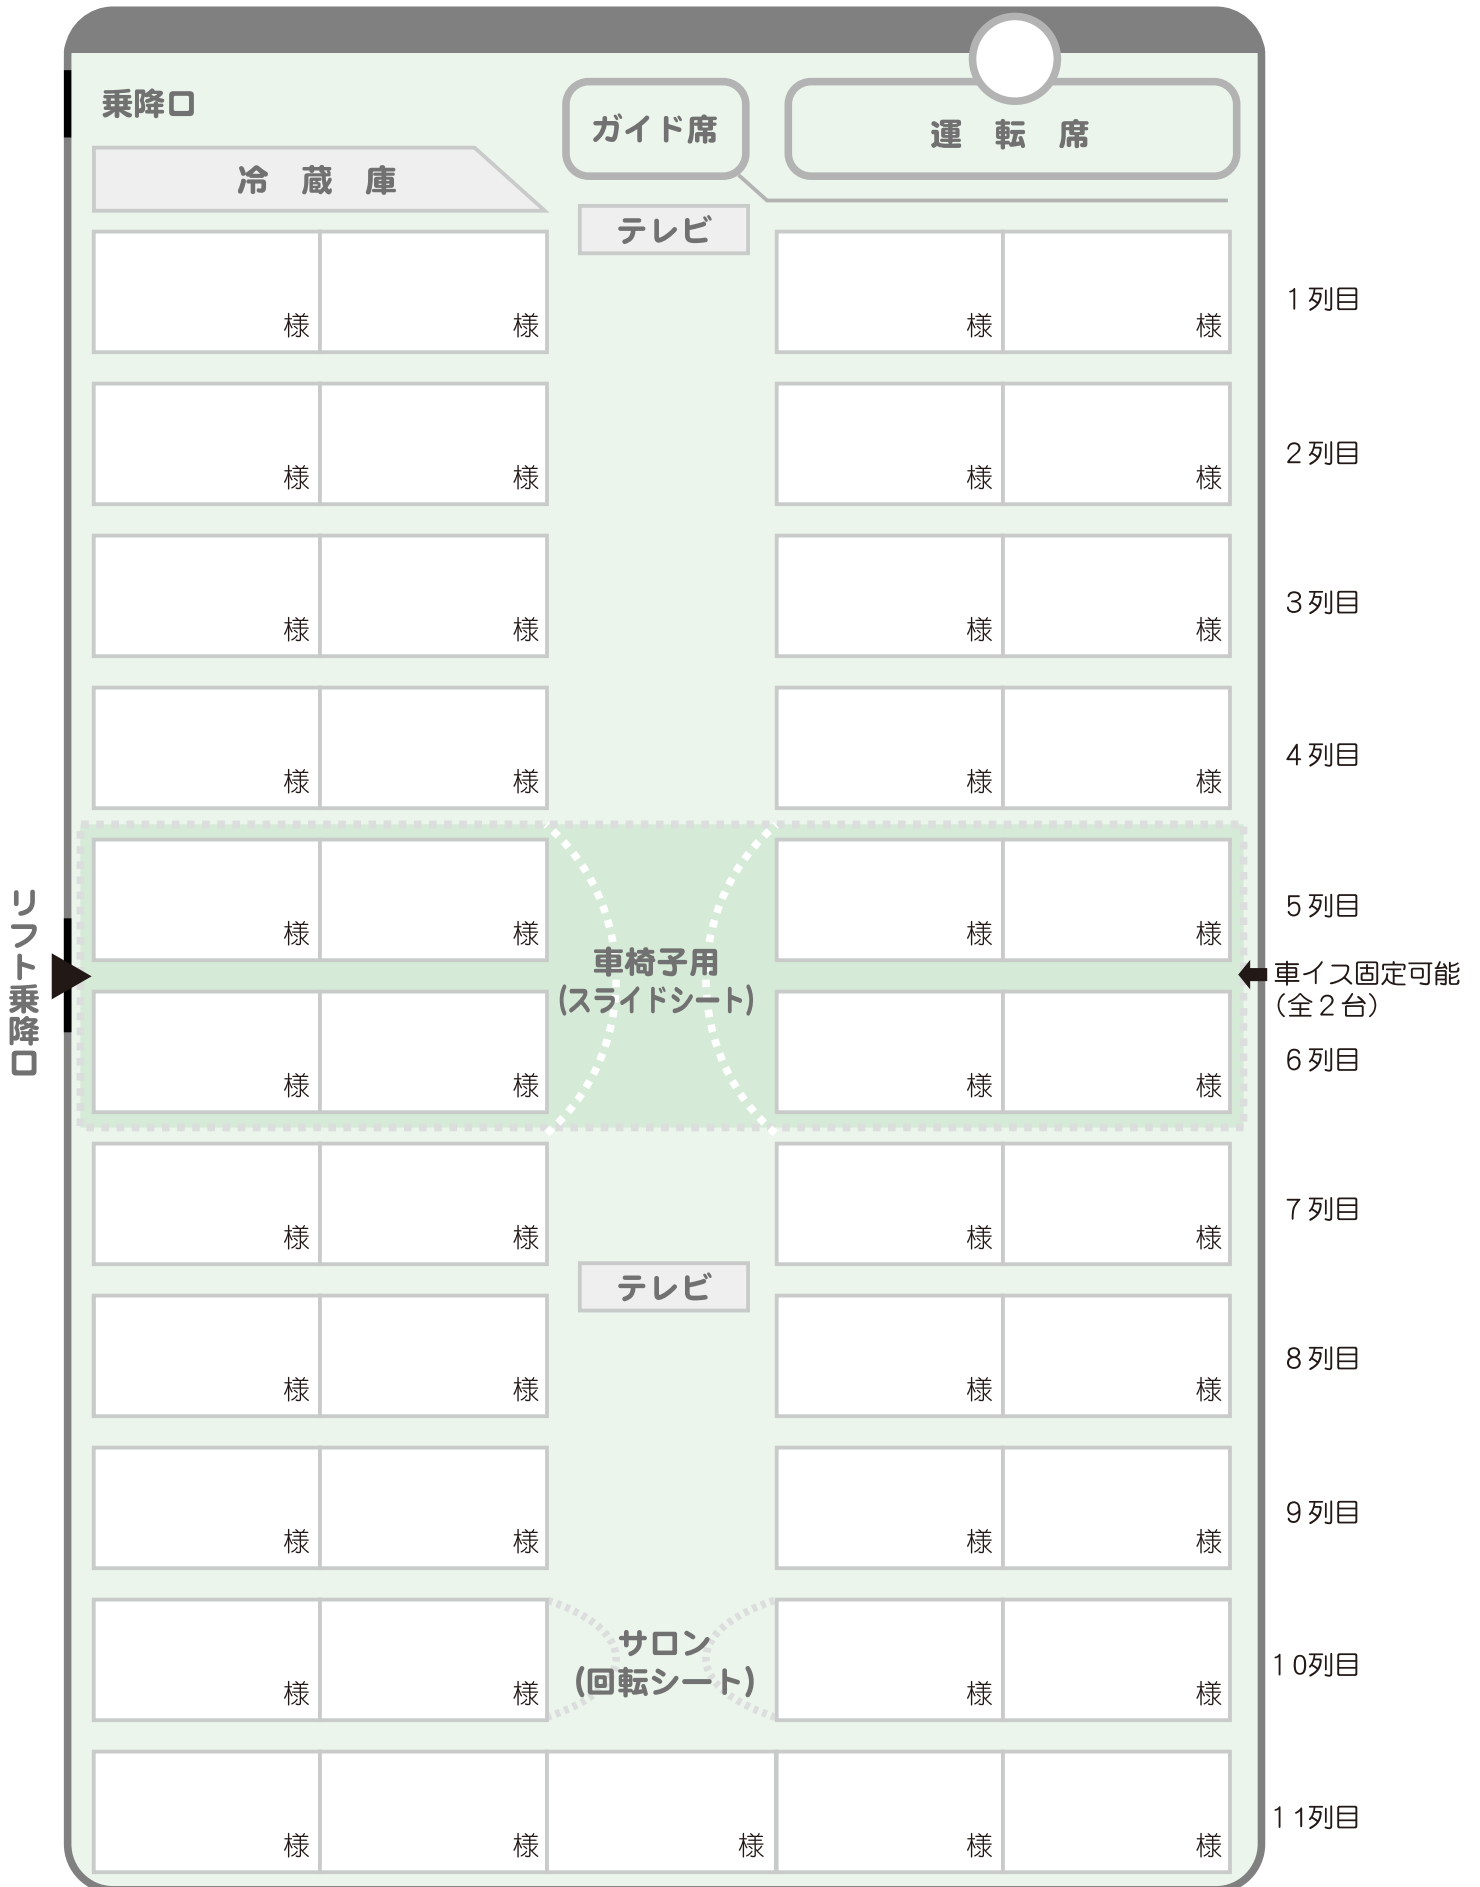 乗降口
ガイド席
運 転 席
冷 蔵 庫
テレビ
様 様 様 様 1列目
様 様 様 様 2列目
様 様 様 様 3列目
様 様 様 様 4列目
様 様 様 様 5列目
リフト乗降口
車椅子用
(スライドシート)
車イス固定可能
(全2台)
様 様 様 様 6列目
様 様 様 様 7列目
テレビ
様 様 様 様 8列目
様 様 様 様 9列目
サロン
(回転シート)
様 様 様 様 10列目
様 様 様 様 様 11列目